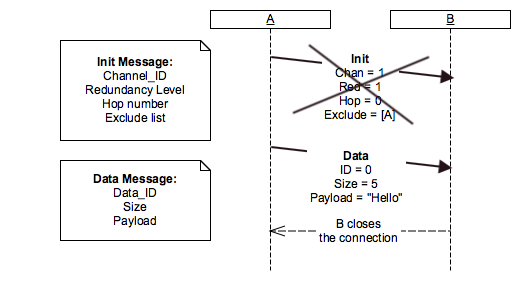 A
B
Init Message:
Channel_ID
Redundancy Level
Hop number
Exclude list
Init
Chan = 1
Red = 1
Hop = 0
Exclude = [A]
Data Message:
Data_ID
Size
Payload
Data
ID = 0
Size = 5
Payload = "Hello"
B closes
the connection